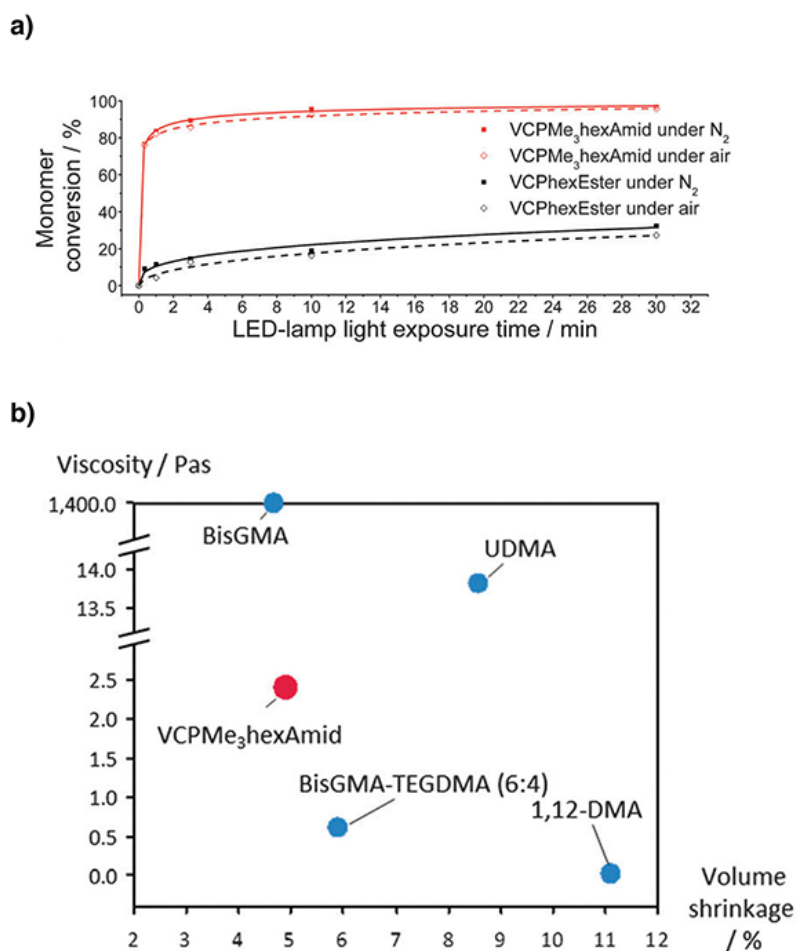 a)
100
80
60
40
20
0
Monomer
conversion / %
VCPMe₃hexAmid under N₂
VCPMe₃hexAmid under air
VCPhexEster under N₂
VCPhexEster under air
0 2 4 6 8 10 12 14 16 18 20 22 24 26 28 30 32
LED-lamp light exposure time / min
b)
Viscosity / Pas
1,400.0
BisGMA
UDMA
14.0
13.5
2.5
VCPMe₃hexAmid
2.0
1.5
BisGMA-TEGDMA (6:4)
1.0
1,12-DMA
0.5
0.0
2 3 4 5 6 7 8 9 10 11 12
Volume
shrinkage
/ %